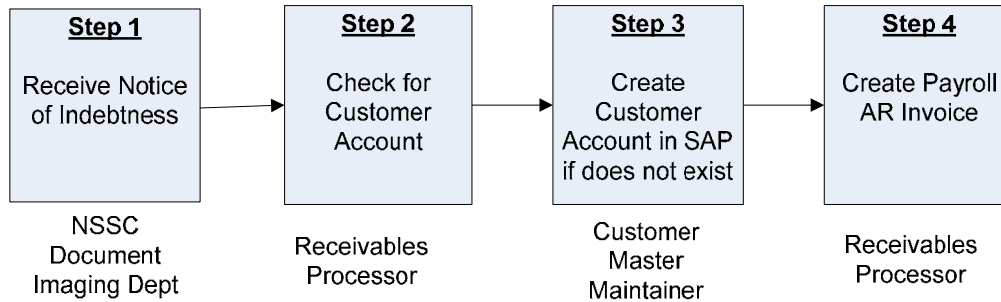 Step 1
Receive Notice
of Indebtness
NSSC
Document
Imaging Dept
Step 2
Check for
Customer
Account
Receivables
Processor
Step 3
Create
Customer
Account in SAP
if does not exist
Customer
Master
Maintainer
Step 4
Create Payroll
AR Invoice
Receivables
Processor